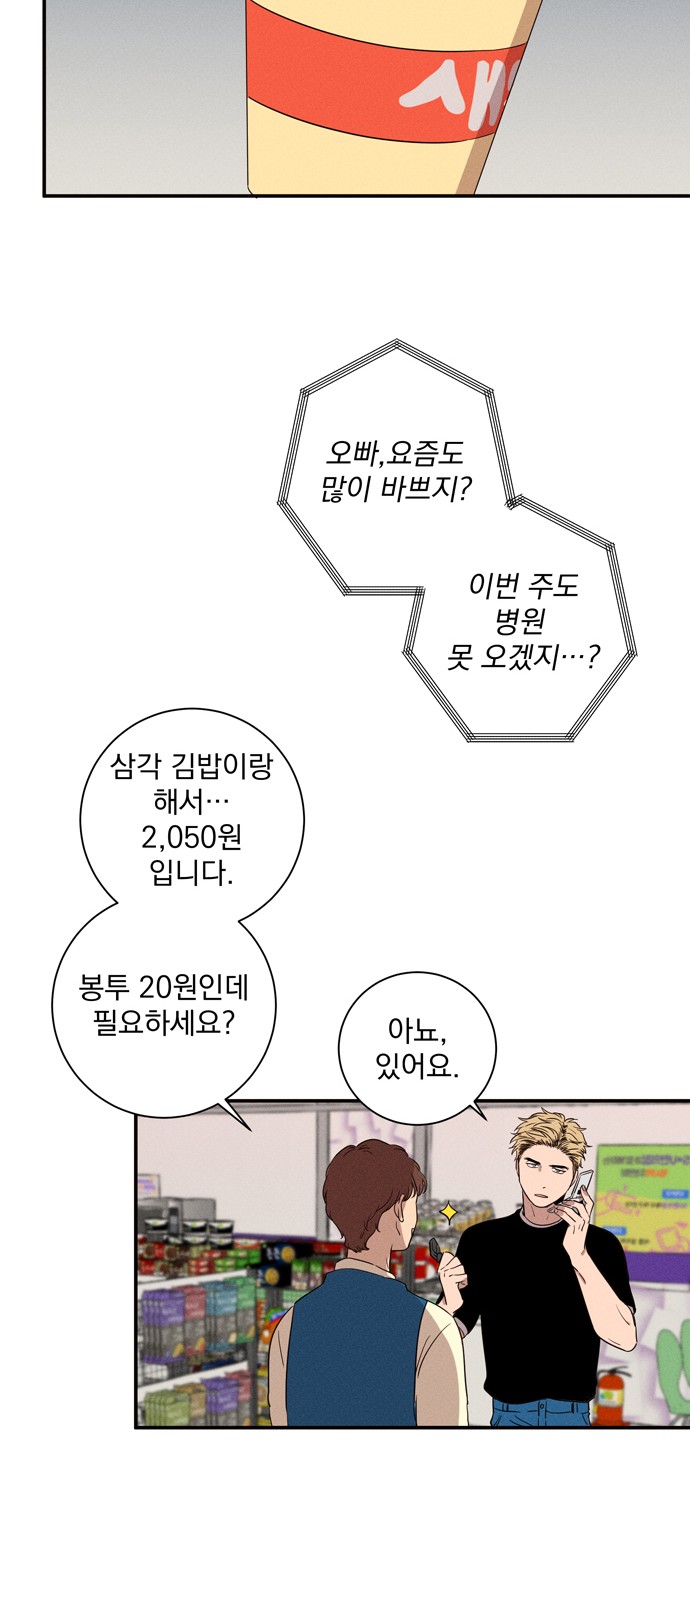 새
오빠,요즘도
많이 바쁘지?
이번 주도
병원
못 오겠지…?
삼각 김밥이랑
해서…
2,050원
입니다.
봉투 20원인데
필요하세요?
아뇨,
있어요.